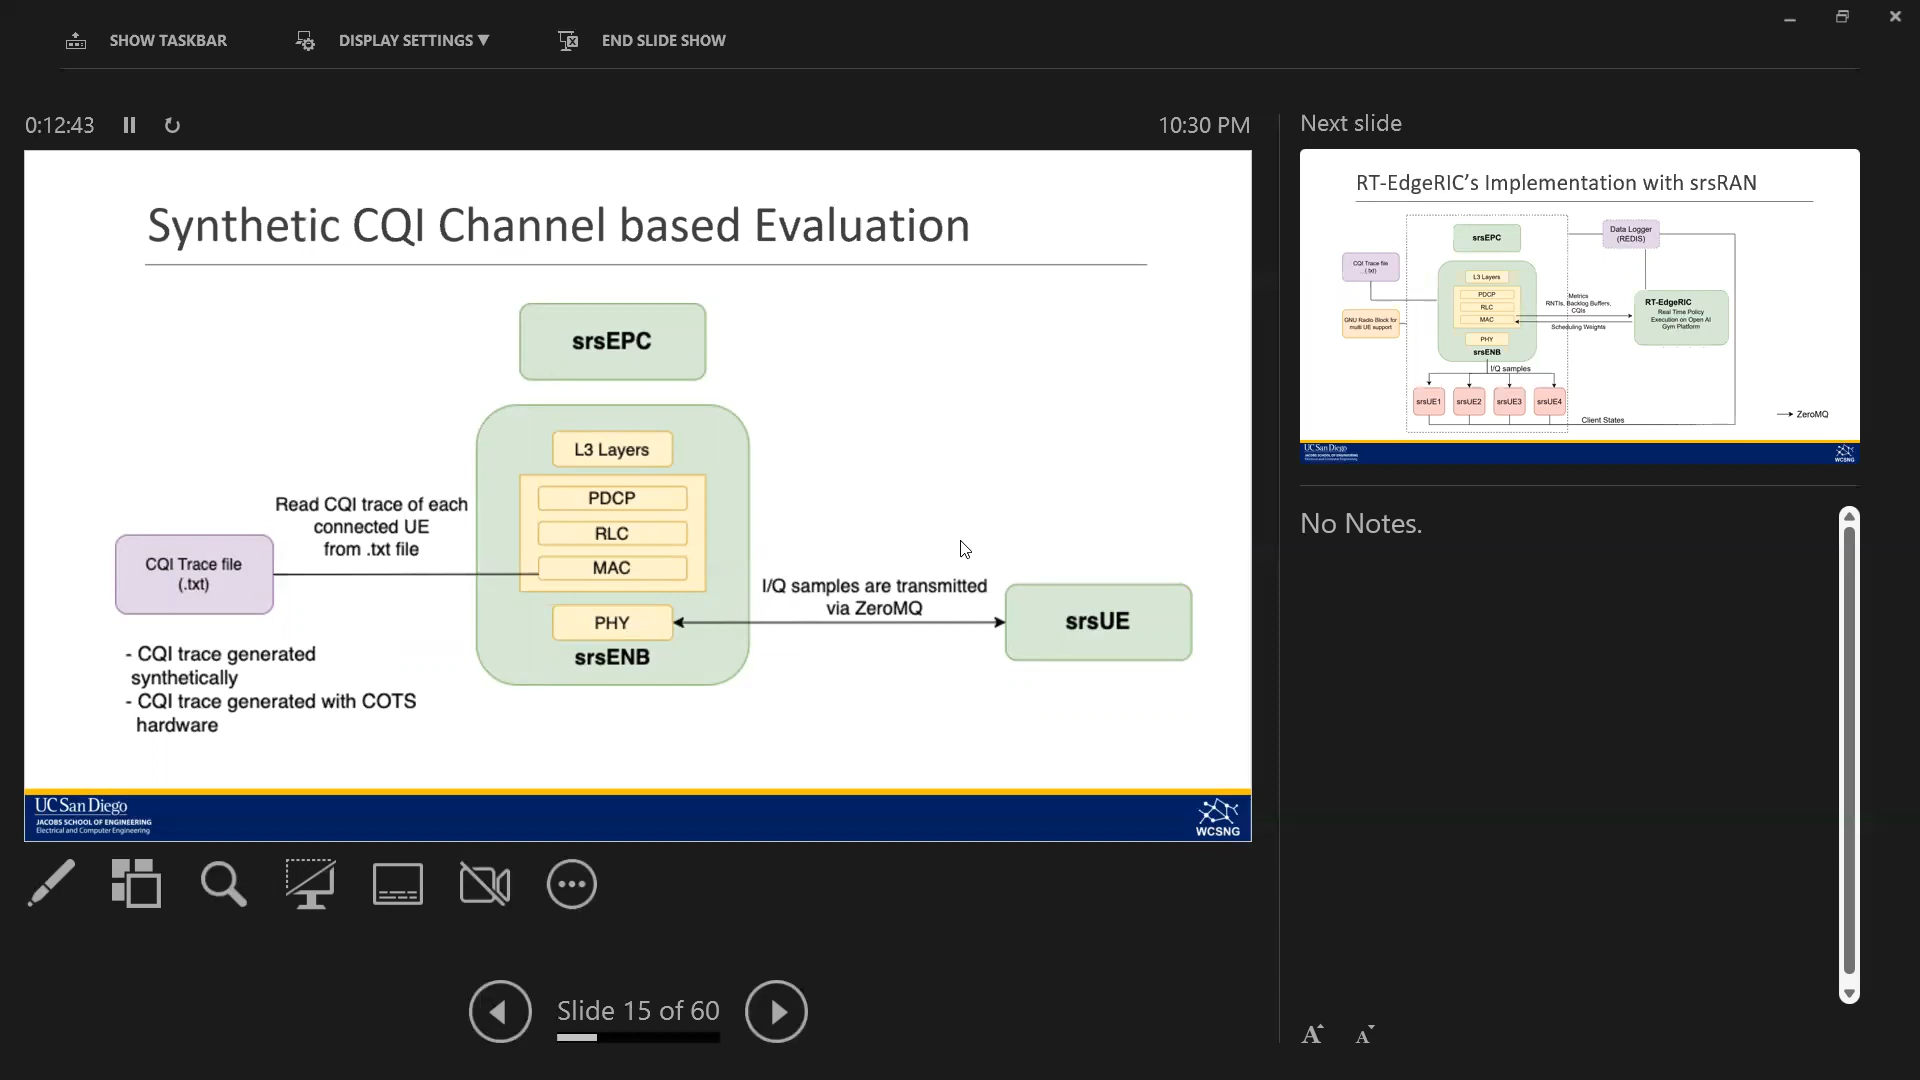 SHOW TASKBAR
DISPLAY SETTINGS ▼
END SLIDE SHOW
0:12:43
10:30 PM
Synthetic CQI Channel based Evaluation
srsEPC
L3 Layers
PDCP
RLC
MAC
PHY
srsENB
Read CQI trace of each
connected UE
from .txt file
CQI Trace file
(.txt)
- CQI trace generated
synthetically
- CQI trace generated with COTS
hardware
I/Q samples are transmitted
via ZeroMQ
srsUE
UC San Diego
JACOBS SCHOOL OF ENGINEERING
Electrical and Computer Engineering
WCSNG
Slide 15 of 60
Next slide
RT-EdgeRIC's Implementation with srsRAN
srsEPC
Data Logger
(REDIS)
CQI Trace file
(.txt)
L3 Layers
PDCP
RLC
MAC
PHY
srsENB
GNU Radio Block for
multi UE support
Metrics
RNTIs, Backlog Buffers,
CQIs
Scheduling Weights
RT-EdgeRIC
Real Time Policy
Execution on Open AI
Gym Platform
I/Q samples
srsUE1
srsUE2
srsUE3
srsUE4
Client States
ZeroMQ
UC San Diego
WCSNG
No Notes.
A
A